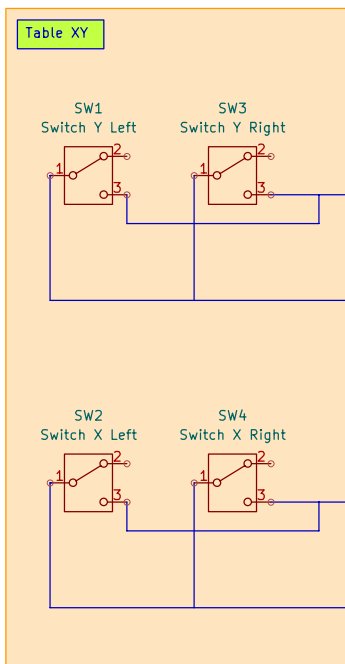 Table XY
SW1
Switch Y Left
SW3
Switch Y Right
2
1
3
2
1
3
SW2
Switch X Left
SW4
Switch X Right
2
1
3
2
1
3